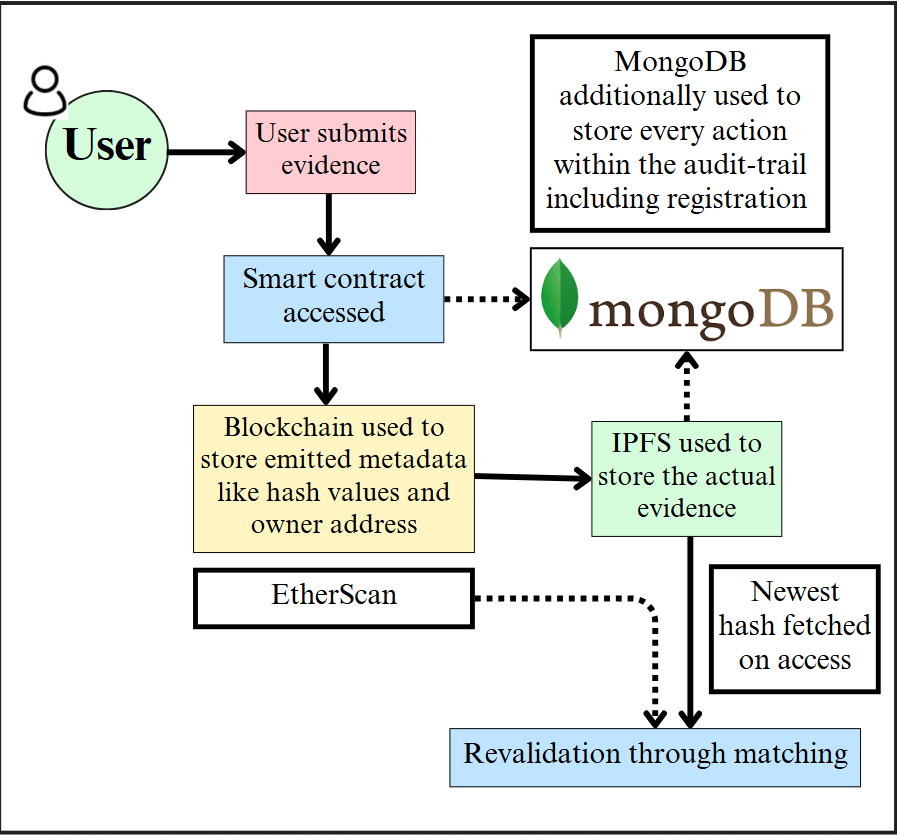 User
User submits
evidence
MongoDB
additionally used to
store every action
within the audit-trail
including registration
Smart contract
accessed
mongoDB
Blockchain used to
store emitted metadata
like hash values and
owner address
IPFS used to
store the actual
evidence
EtherScan
Newest
hash fetched
on access
Revalidation through matching